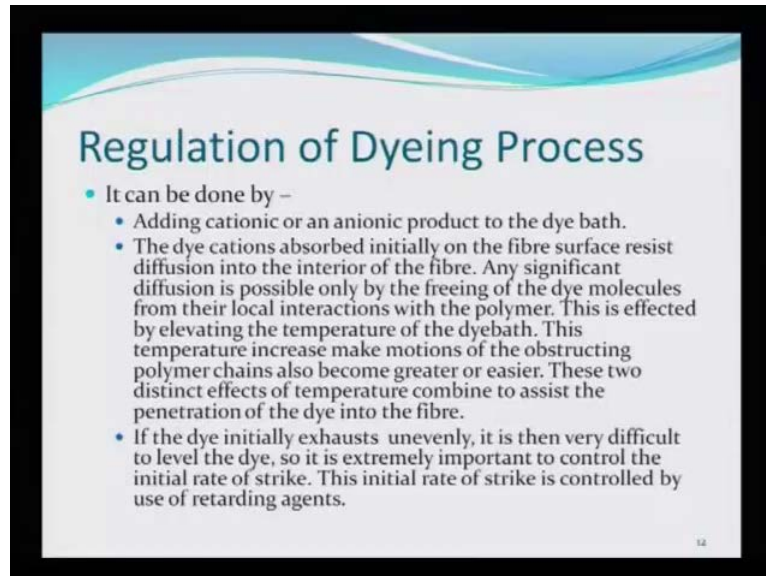 Regulation of Dyeing Process
• It can be done by –
• Adding cationic or an anionic product to the dye bath.
• The dye cations absorbed initially on the fibre surface resist
diffusion into the interior of the fibre. Any significant
diffusion is possible only by the freeing of the dye molecules
from their local interactions with the polymer. This is effected
by elevating the temperature of the dyebath. This
temperature increase make motions of the obstructing
polymer chains also become greater or easier. These two
distinct effects of temperature combine to assist the
penetration of the dye into the fibre.
• If the dye initially exhausts unevenly, it is then very difficult
to level the dye, so it is extremely important to control the
initial rate of strike. This initial rate of strike is controlled by
use of retarding agents.
12